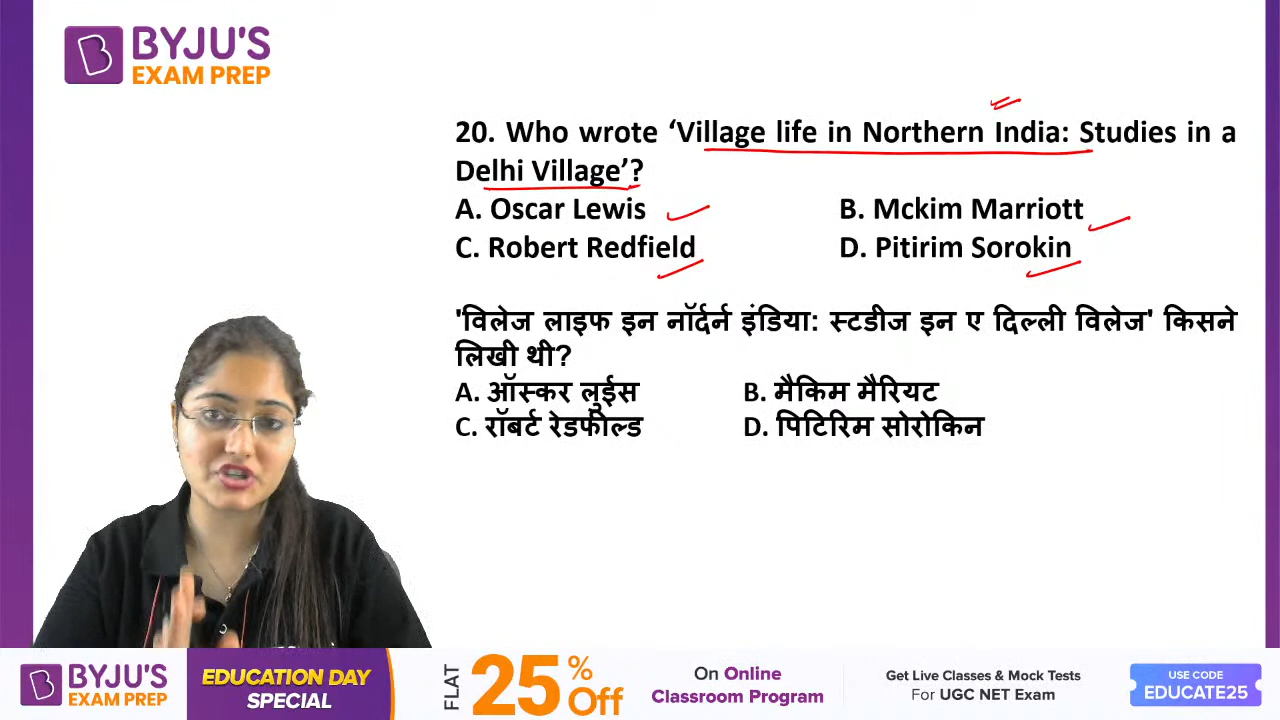 BYJU'S
EXAM PREP
20. Who wrote ‘Village life in Northern India: Studies in a
Delhi Village’?
A. Oscar Lewis B. Mckim Marriott
C. Robert Redfield D. Pitirim Sorokin
'विलेज लाइफ इन नॉर्दर्न इंडिया: स्टडीज इन ए दिल्ली विलेज' किसने
लिखी थी?
A. ऑस्कर लुईस B. मैकिम मैरियट
C. रॉबर्ट रेडफील्ड D. पिटिरिम सोरोकिन
BYJU'S
EXAM PREP
EDUCATION DAY
SPECIAL
FLAT
25% Off
On Online
Classroom Program
Get Live Classes & Mock Tests
For UGC NET Exam
USE CODE
EDUCATE25